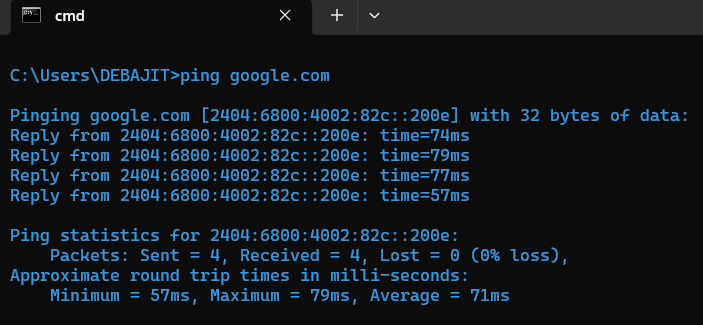 cmd
C:\Users\DEBAJIT>ping google.com
Pinging google.com [2404:6800:4002:82c::200e] with 32 bytes of data:
Reply from 2404:6800:4002:82c::200e: time=74ms
Reply from 2404:6800:4002:82c::200e: time=79ms
Reply from 2404:6800:4002:82c::200e: time=77ms
Reply from 2404:6800:4002:82c::200e: time=57ms
Ping statistics for 2404:6800:4002:82c::200e:
    Packets: Sent = 4, Received = 4, Lost = 0 (0% loss),
Approximate round trip times in milli-seconds:
    Minimum = 57ms, Maximum = 79ms, Average = 71ms